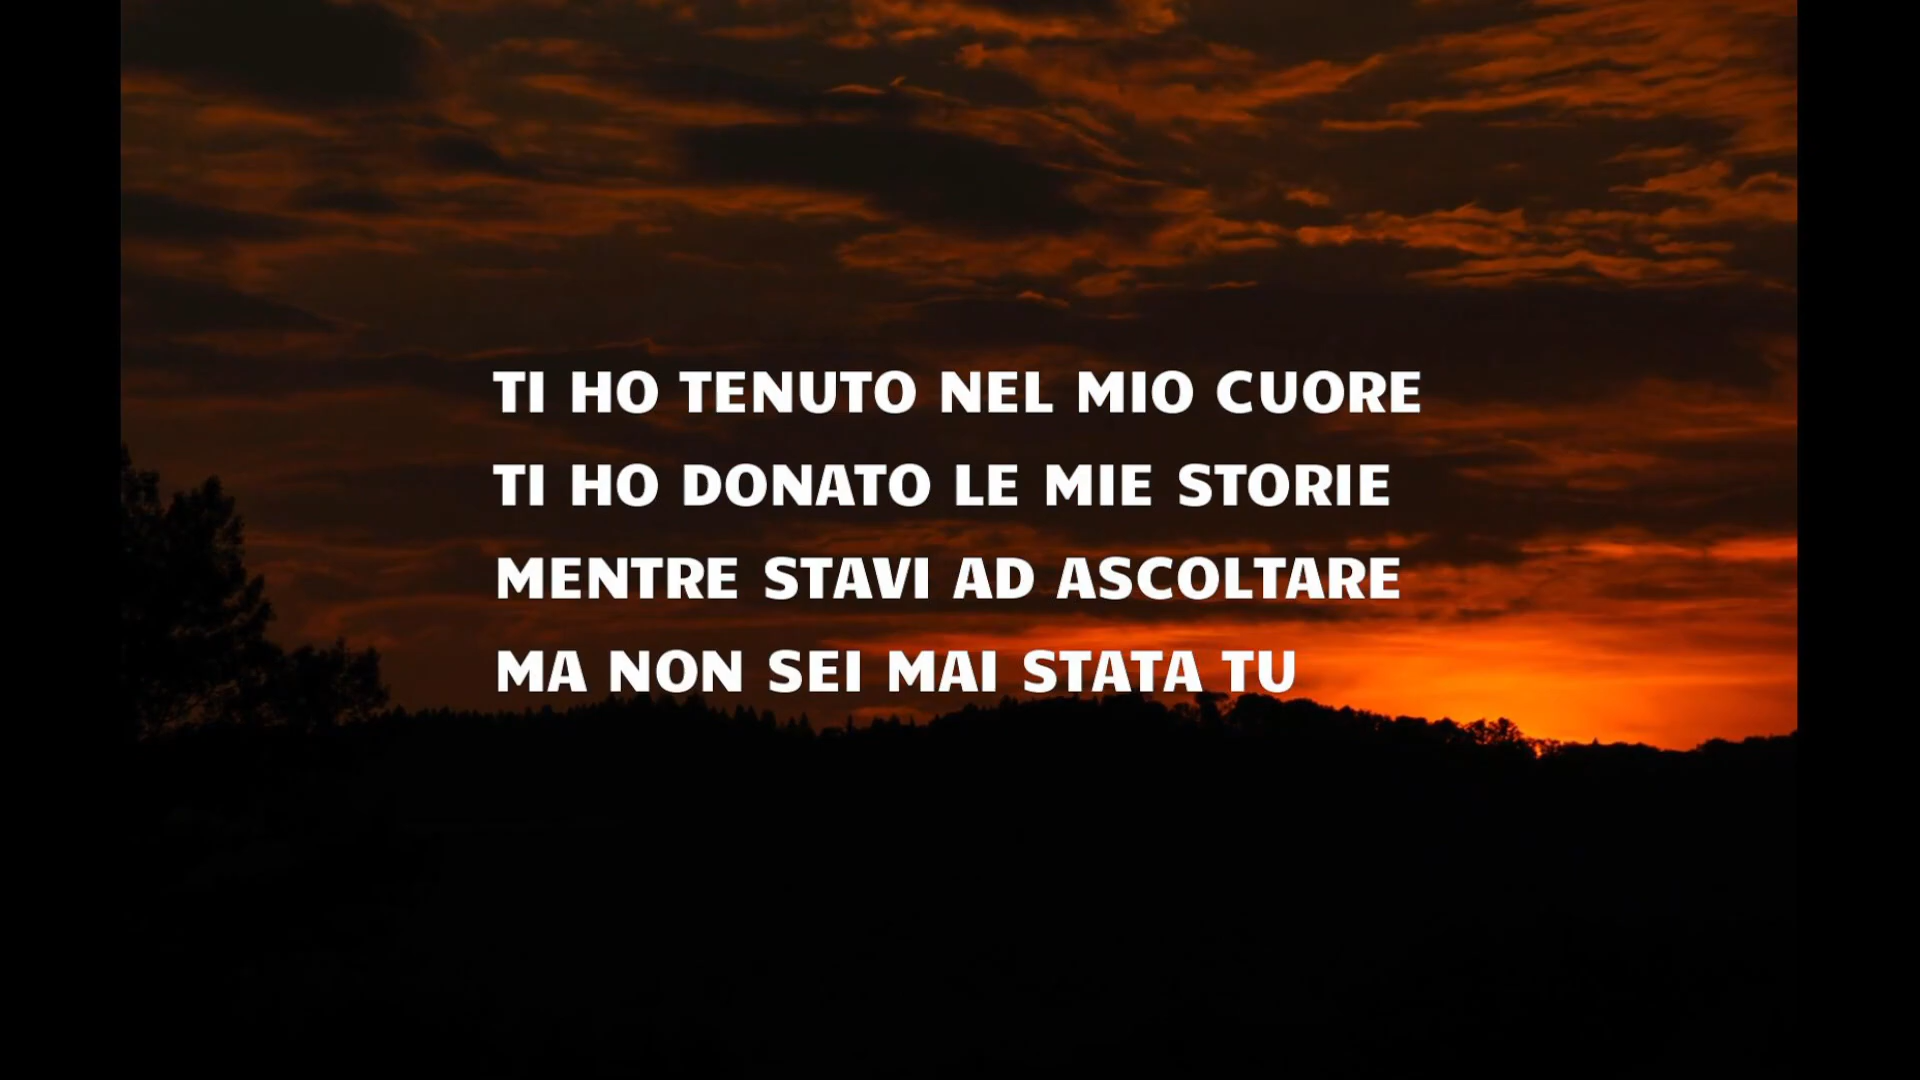 TI HO TENUTO NEL MIO CUORE
TI HO DONATO LE MIE STORIE
MENTRE STAVI AD ASCOLTARE
MA NON SEI MAI STATA TU